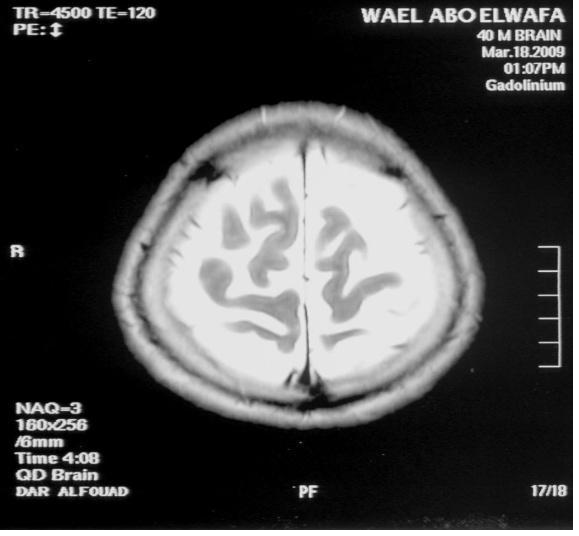 TR=4500 TE=120
PE: ↕
WAEL ABO ELWAFA
40 M BRAIN
Mar.18.2009
01:07PM
Gadolinium
R
NAQ=3
160x256
/6mm
Time 4:08
QD Brain
DAR ALFOUAD
PF
17/18